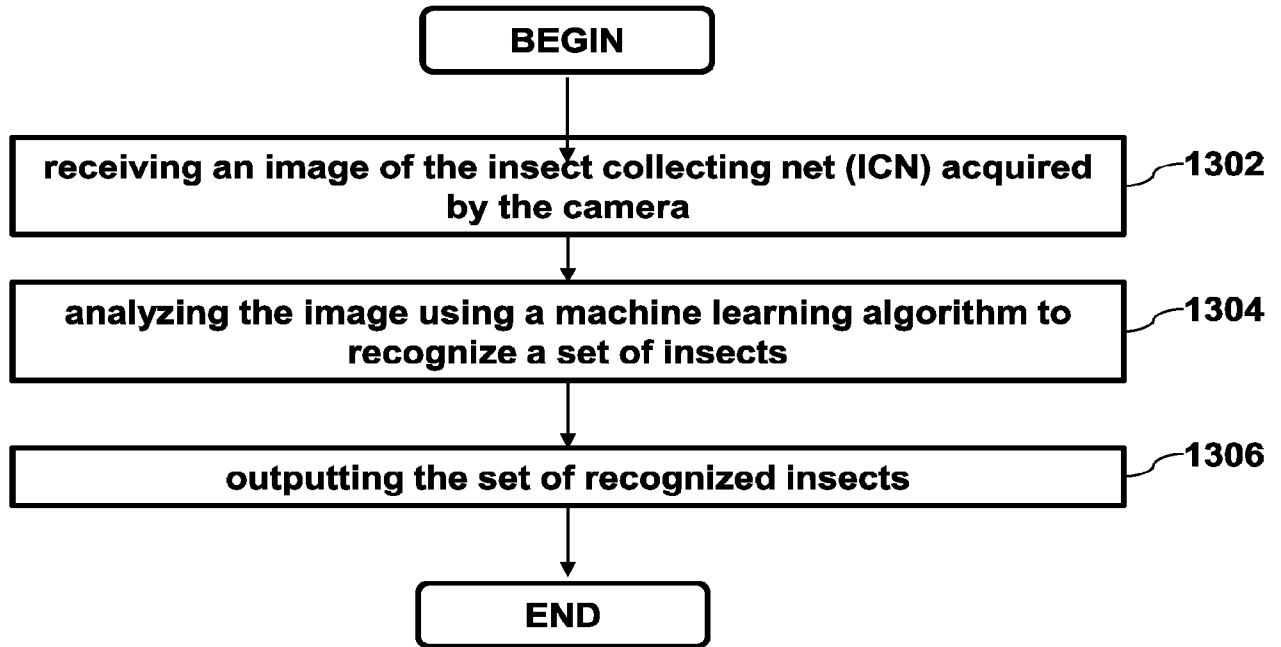 BEGIN
receiving an image of the insect collecting net (ICN) acquired
by the camera
1302
analyzing the image using a machine learning algorithm to
recognize a set of insects
1304
outputting the set of recognized insects
1306
END